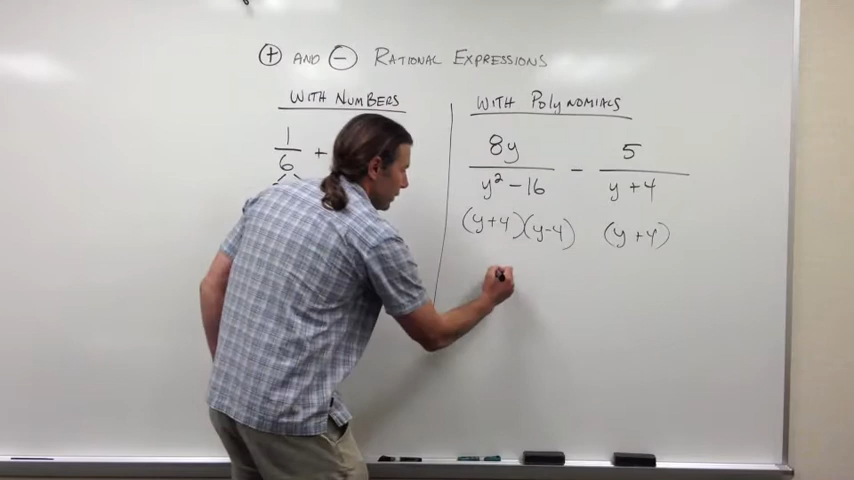 ⊕ AND ⊖ RATIONAL EXPRESSIONS
WITH NUMBERS
1/6 +
WITH POLYNOMIALS
8y/(y² - 16) - 5/(y + 4)
(y+4)(y-4) (y+4)